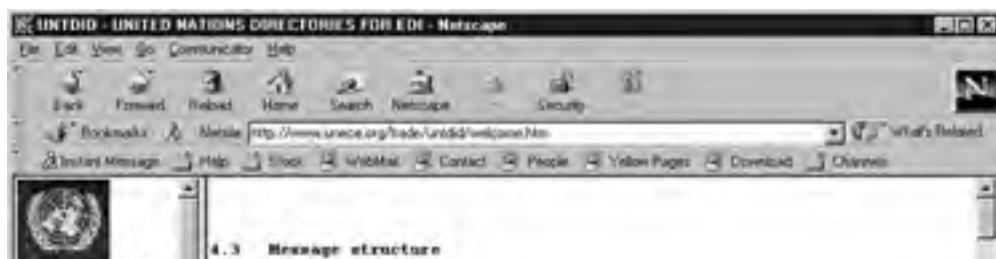 UNTDID - UNITED NATIONS DIRECTORIES FOR EDI - Netscape
File Edit View Go Communicator Help
Back Forward Reload Home Search Netscape Security
Bookmarks Netsite http://www.unece.org/trade/untdid/welcome.htm What's Related
Instant Message Help Stock WebMail Contact People Yellow Pages Download Channels
4.3 Message structure